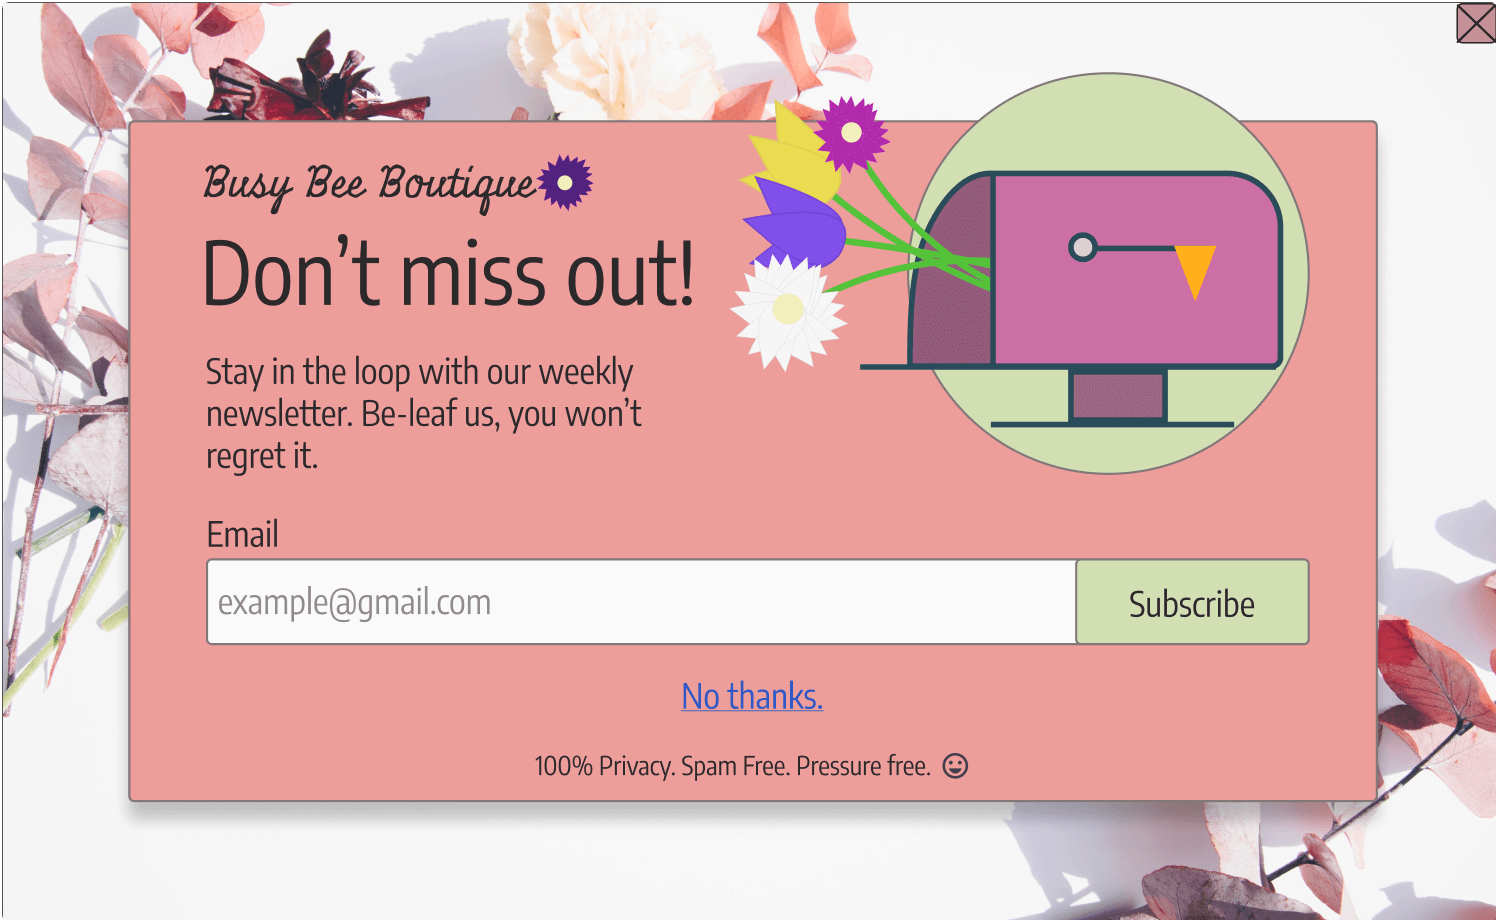 Busy Bee Boutique
Don’t miss out!
Stay in the loop with our weekly
newsletter. Be-leaf us, you won’t
regret it.
Email
example@gmail.com
Subscribe
No thanks.
100% Privacy. Spam Free. Pressure free.